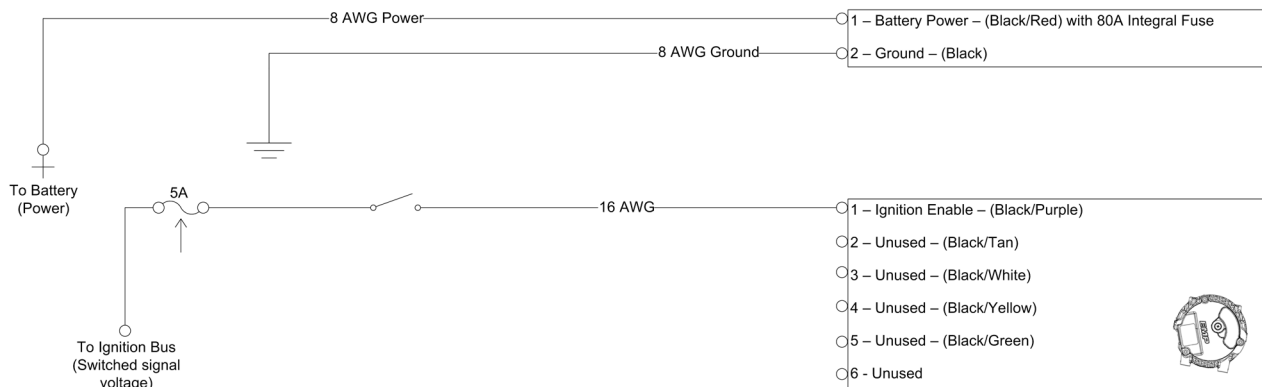 8 AWG Power
1 – Battery Power – (Black/Red) with 80A Integral Fuse
8 AWG Ground
2 – Ground – (Black)
To Battery
(Power)
5A
16 AWG
1 – Ignition Enable – (Black/Purple)
2 – Unused – (Black/Tan)
3 – Unused – (Black/White)
4 – Unused – (Black/Yellow)
5 – Unused – (Black/Green)
6 - Unused
To Ignition Bus
(Switched signal
voltage)